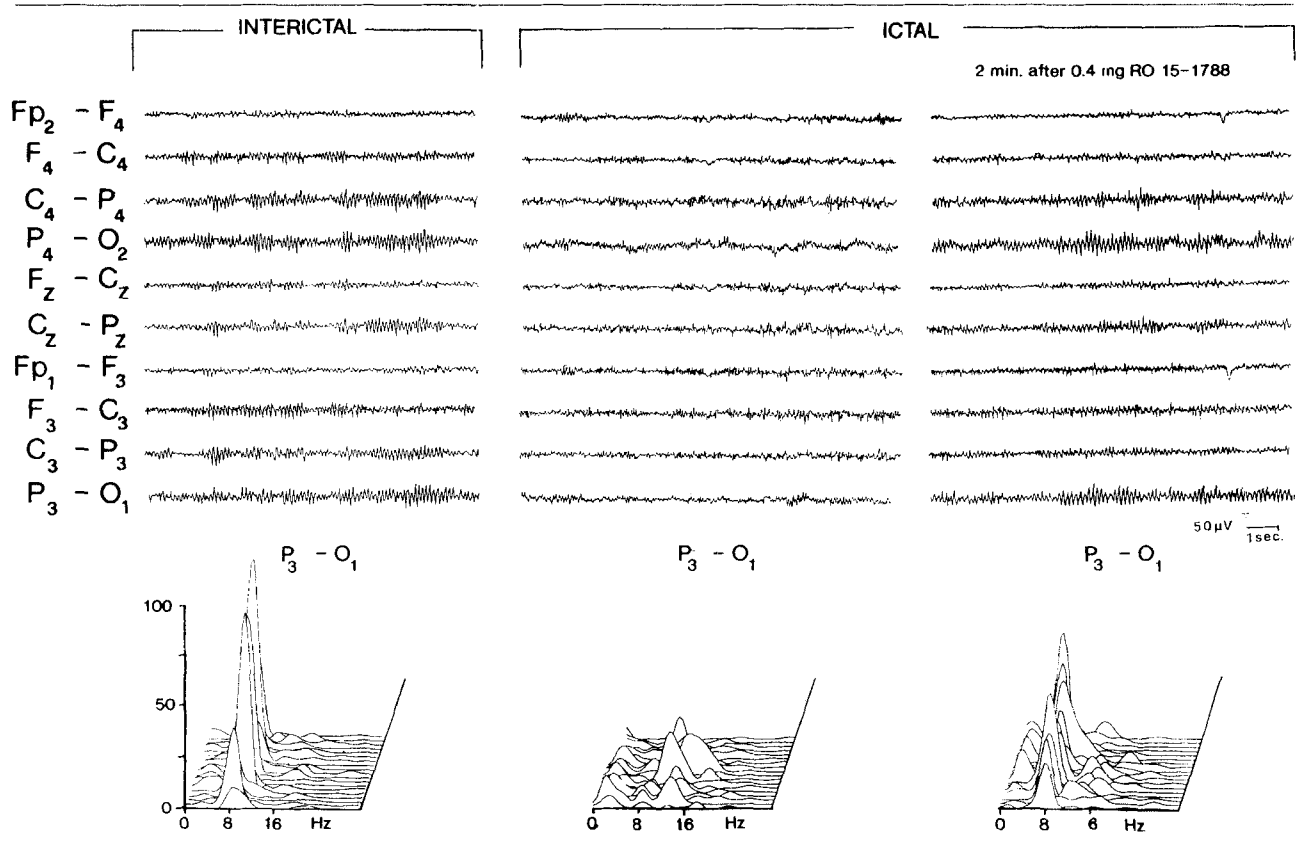 INTERICTAL
ICTAL
2 min. after 0.4 mg RO 15-1788
Fp2 - F4
F4 - C4
C4 - P4
P4 - O2
Fz - Cz
Cz - Pz
Fp1 - F3
F3 - C3
C3 - P3
P3 - O1
50µV
1sec.
P3 - O1
P3 - O1
P3 - O1
100
50
0
0 8 16 Hz
0 8 16 Hz
0 8 6 Hz